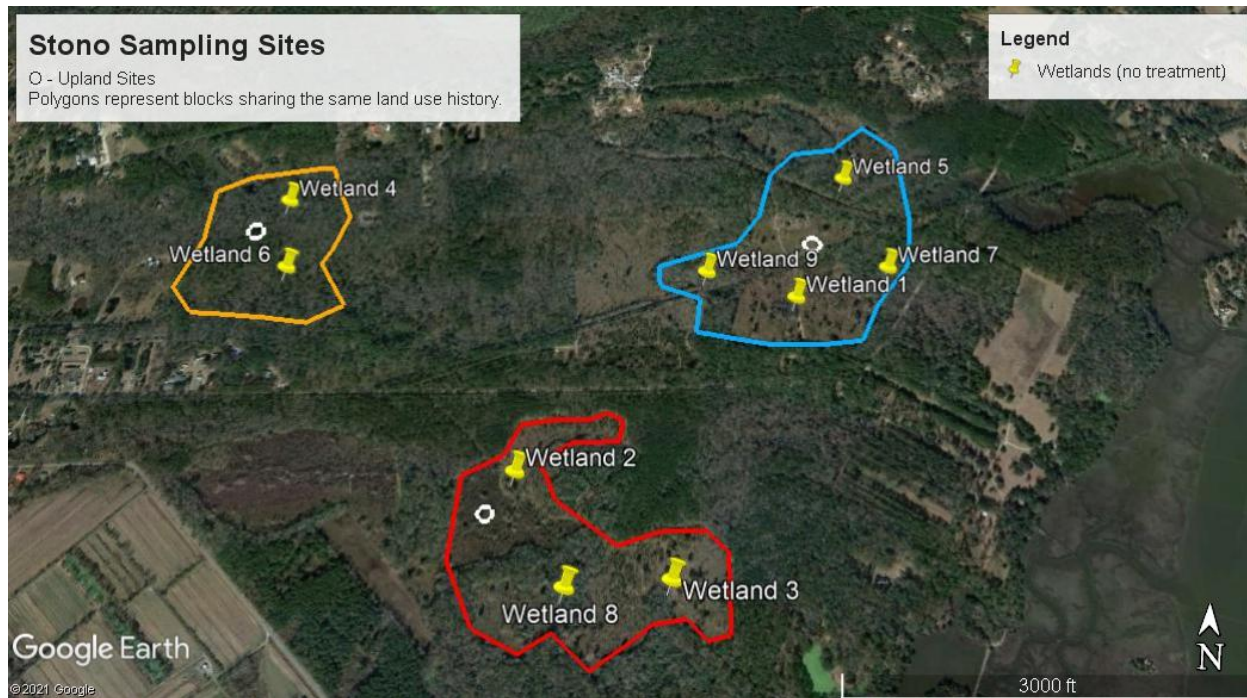 Stono Sampling Sites
O - Upland Sites
Polygons represent blocks sharing the same land use history.
Legend
Wetlands (no treatment)
Wetland 4
Wetland 5
Wetland 6
Wetland 9
Wetland 7
Wetland 1
Wetland 2
Wetland 8
Wetland 3
Google Earth
©2021 Google
3000 ft
N